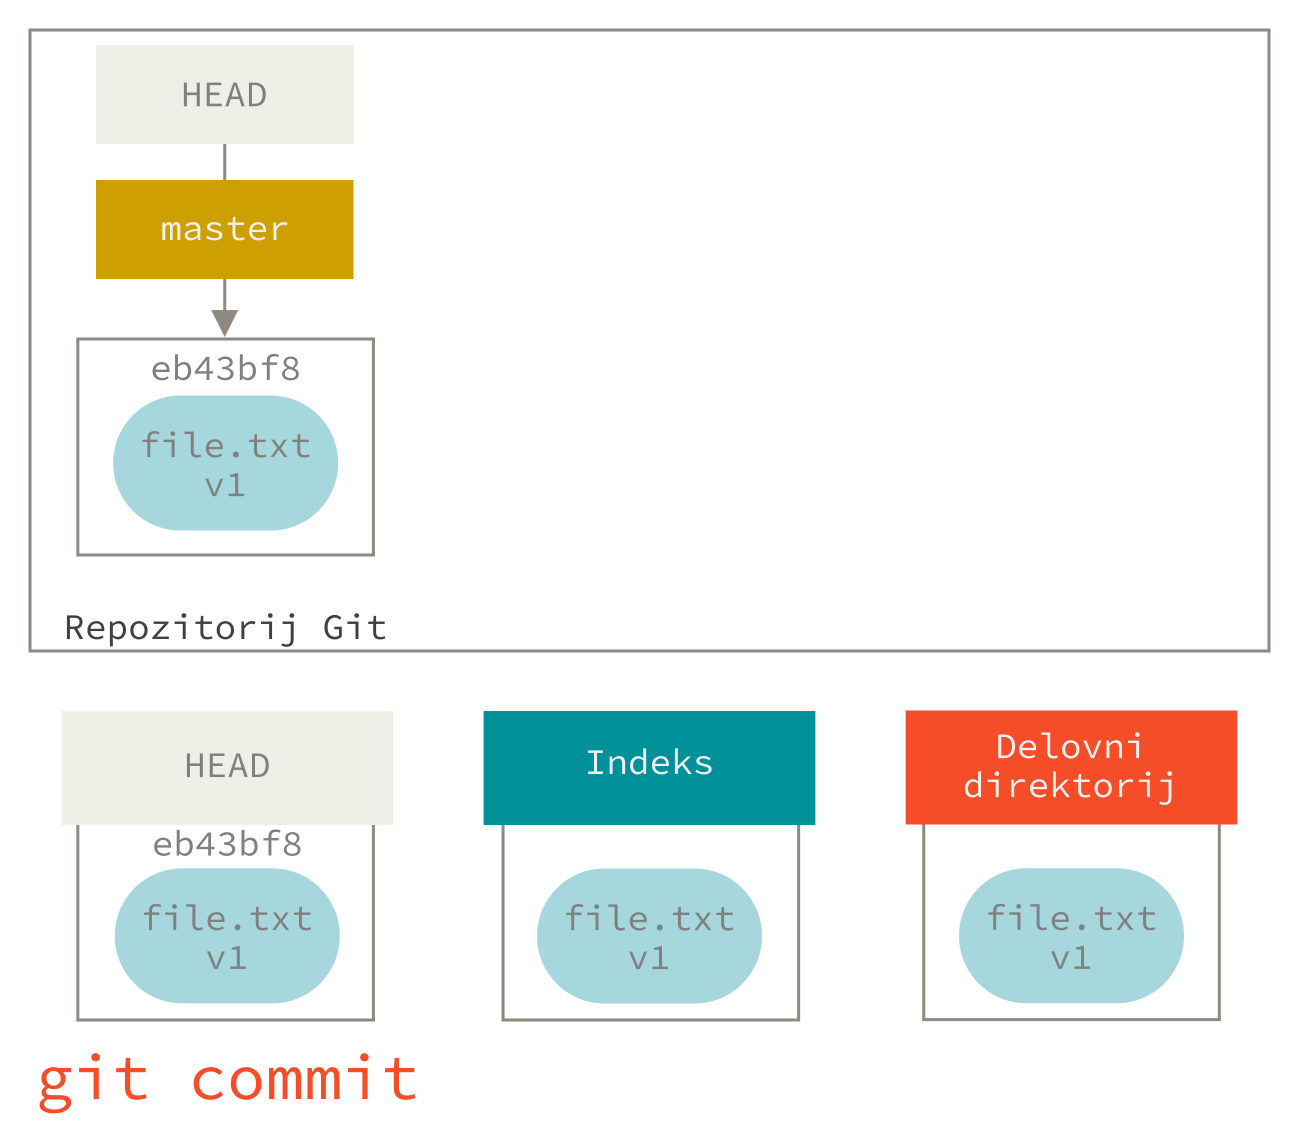 HEAD
master
eb43bf8
file.txt
v1
Repozitorij Git
HEAD
eb43bf8
file.txt
v1
Indeks
file.txt
v1
Delovni
direktorij
file.txt
v1
git commit